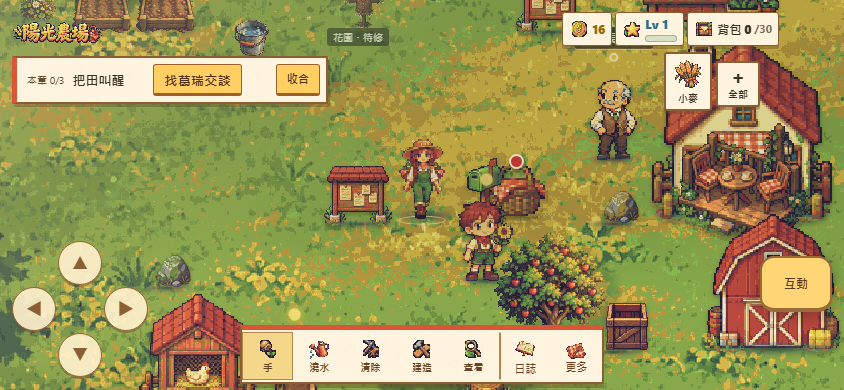 陽光農場
花圃·待修
16
Lv 1
背包 0 /30
本章 0/3 把田叫醒
找葛瑞交談
收合
小麥
+
全部
互動
手
澆水
清除
建造
查看
日誌
更多